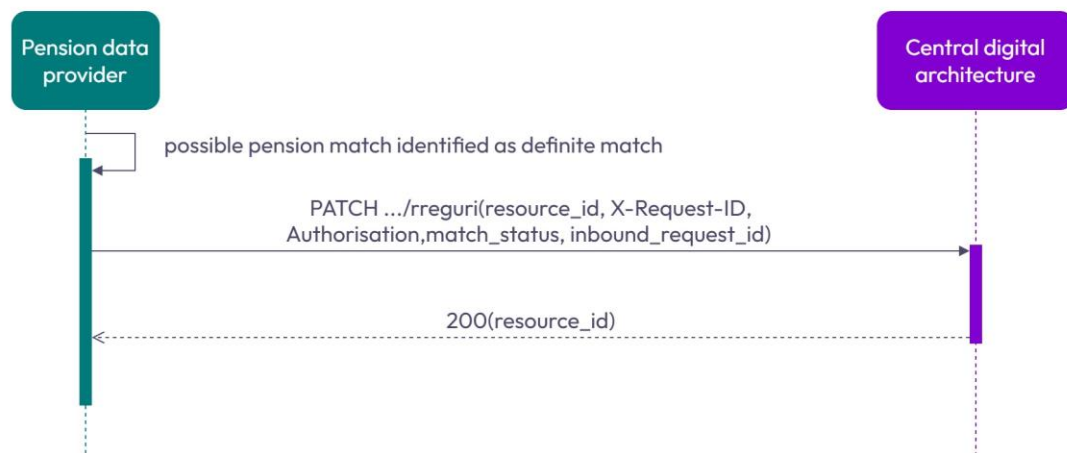 Pension data
provider
Central digital
architecture
possible pension match identified as definite match
PATCH .../rreguri(resource_id, X-Request-ID,
Authorisation,match_status, inbound_request_id)
200(resource_id)